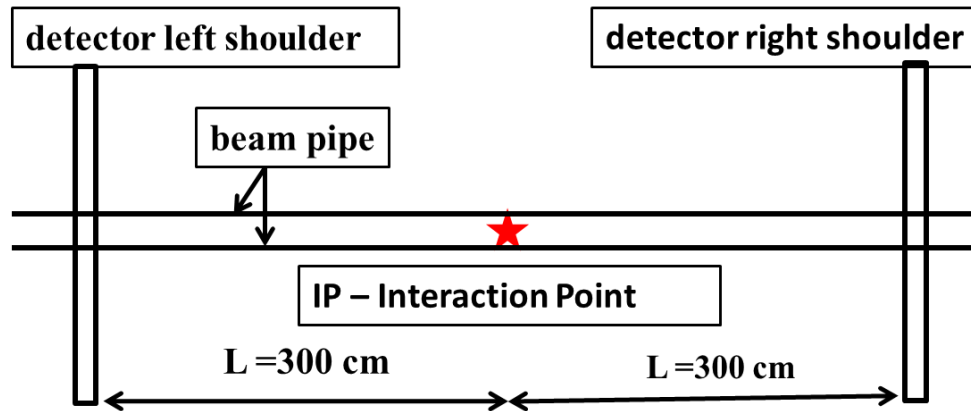 detector left shoulder
detector right shoulder
beam pipe
IP – Interaction Point
L =300 cm
L =300 cm